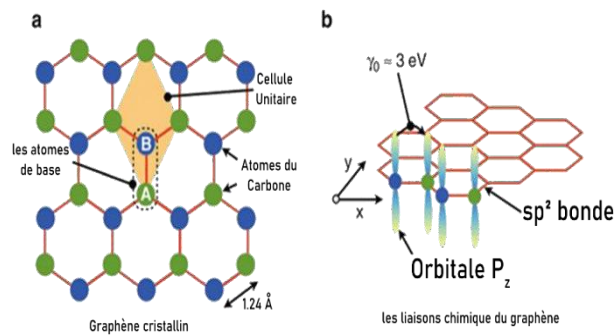 a
Cellule
Unitaire
les atomes
de base
B
A
Atomes du
Carbone
1.24 Å
Graphène cristallin
b
γ₀ ≈ 3 eV
y
x
sp² bonde
Orbitale P_z
les liaisons chimique du graphène